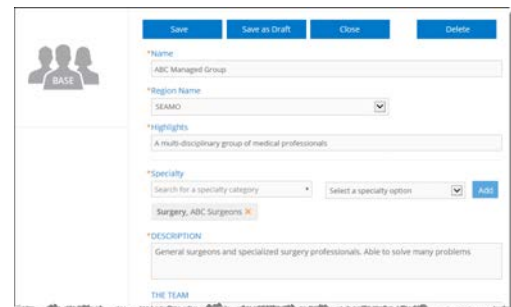 Save Save as Draft Close Delete
*Name
ABC Managed Group
BASE
*Region Name
SEAMO
*Highlights
A multi-disciplinary group of medical professionals
*Specialty
Search for a specialty category Select a specialty option Add
Surgery, ABC Surgeons ×
*DESCRIPTION
General surgeons and specialized surgery professionals. Able to solve many problems
THE TEAM